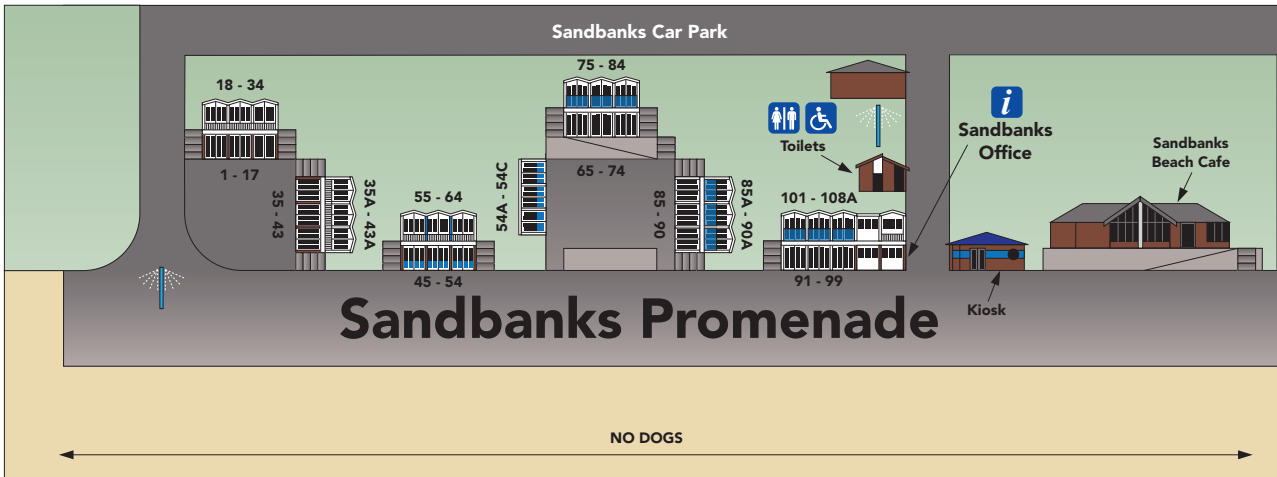 Sandbanks Car Park
75 - 84
18 - 34
i
Sandbanks
Office
Toilets
Sandbanks
Beach Cafe
1 - 17
65 - 74
35 - 43
35A - 43A
55 - 64
54A - 54C
85 - 90
85A - 90A
101 - 108A
45 - 54
91 - 99
Kiosk
Sandbanks Promenade
NO DOGS